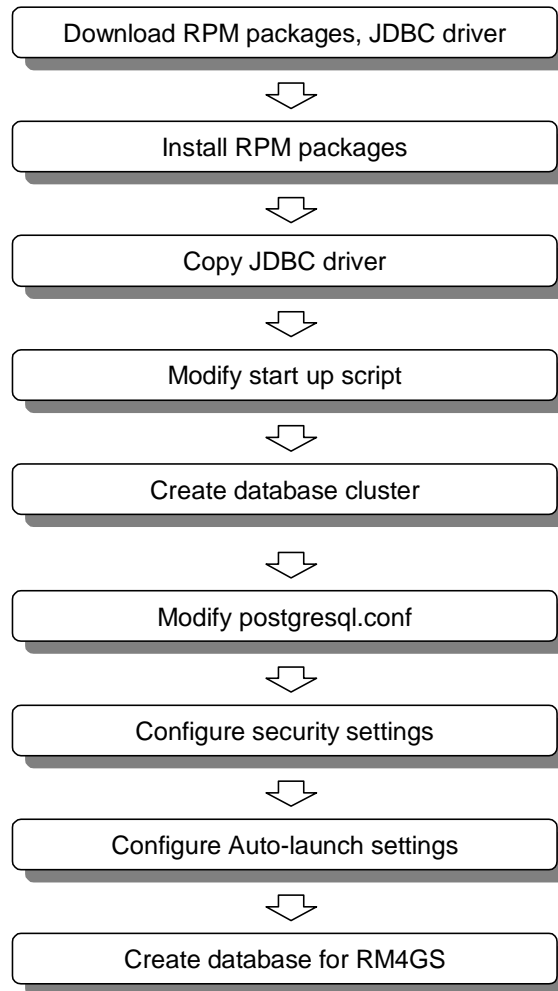 Download RPM packages, JDBC driver
Install RPM packages
Copy JDBC driver
Modify start up script
Create database cluster
Modify postgresql.conf
Configure security settings
Configure Auto-launch settings
Create database for RM4GS